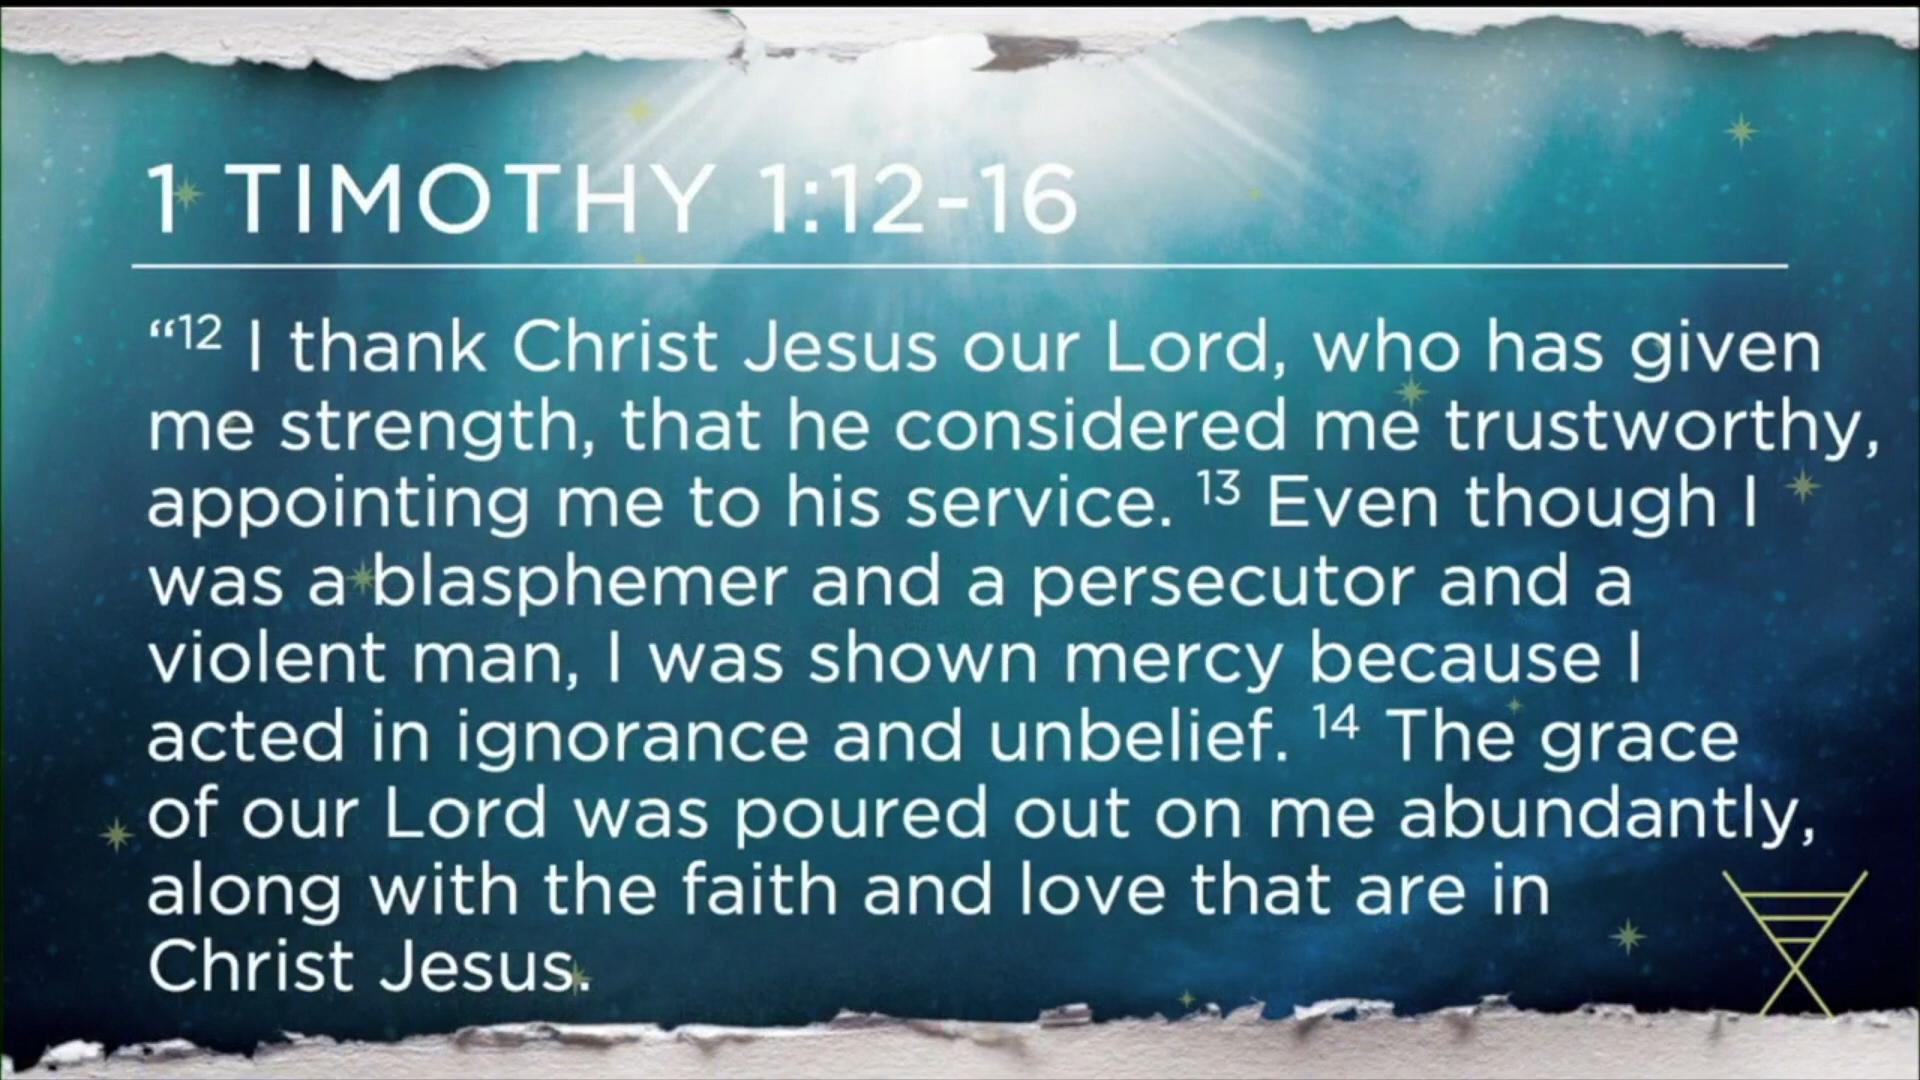 1 TIMOTHY 1:12-16
“12 I thank Christ Jesus our Lord, who has given
me strength, that he considered me trustworthy,
appointing me to his service. 13 Even though I
was a blasphemer and a persecutor and a
violent man, I was shown mercy because I
acted in ignorance and unbelief. 14 The grace
of our Lord was poured out on me abundantly,
along with the faith and love that are in
Christ Jesus.